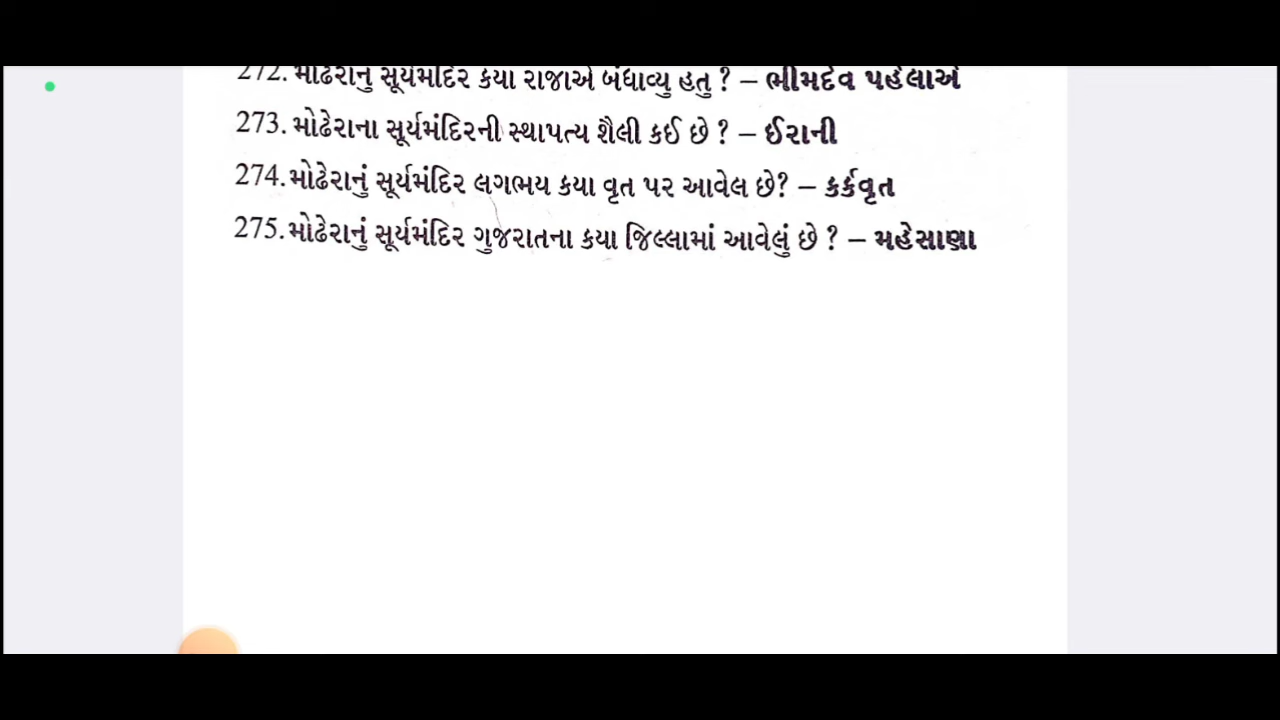 272. મોઢેરાનુ સૂર્યમંદિર કયા રાજાએ બંધાવ્યુ હતુ ? – ભીમદેવ પહેલાએ
273. મોઢેરાના સૂર્યમંદિરની સ્થાપત્ય શૈલી કઈ છે ? – ઈરાની
274. મોઢેરાનું સૂર્યમંદિર લગભય કયા વૃત પર આવેલ છે? – કર્કવૃત
275. મોઢેરાનું સૂર્યમંદિર ગુજરાતના કયા જિલ્લામાં આવેલું છે ? – મહેસાણા